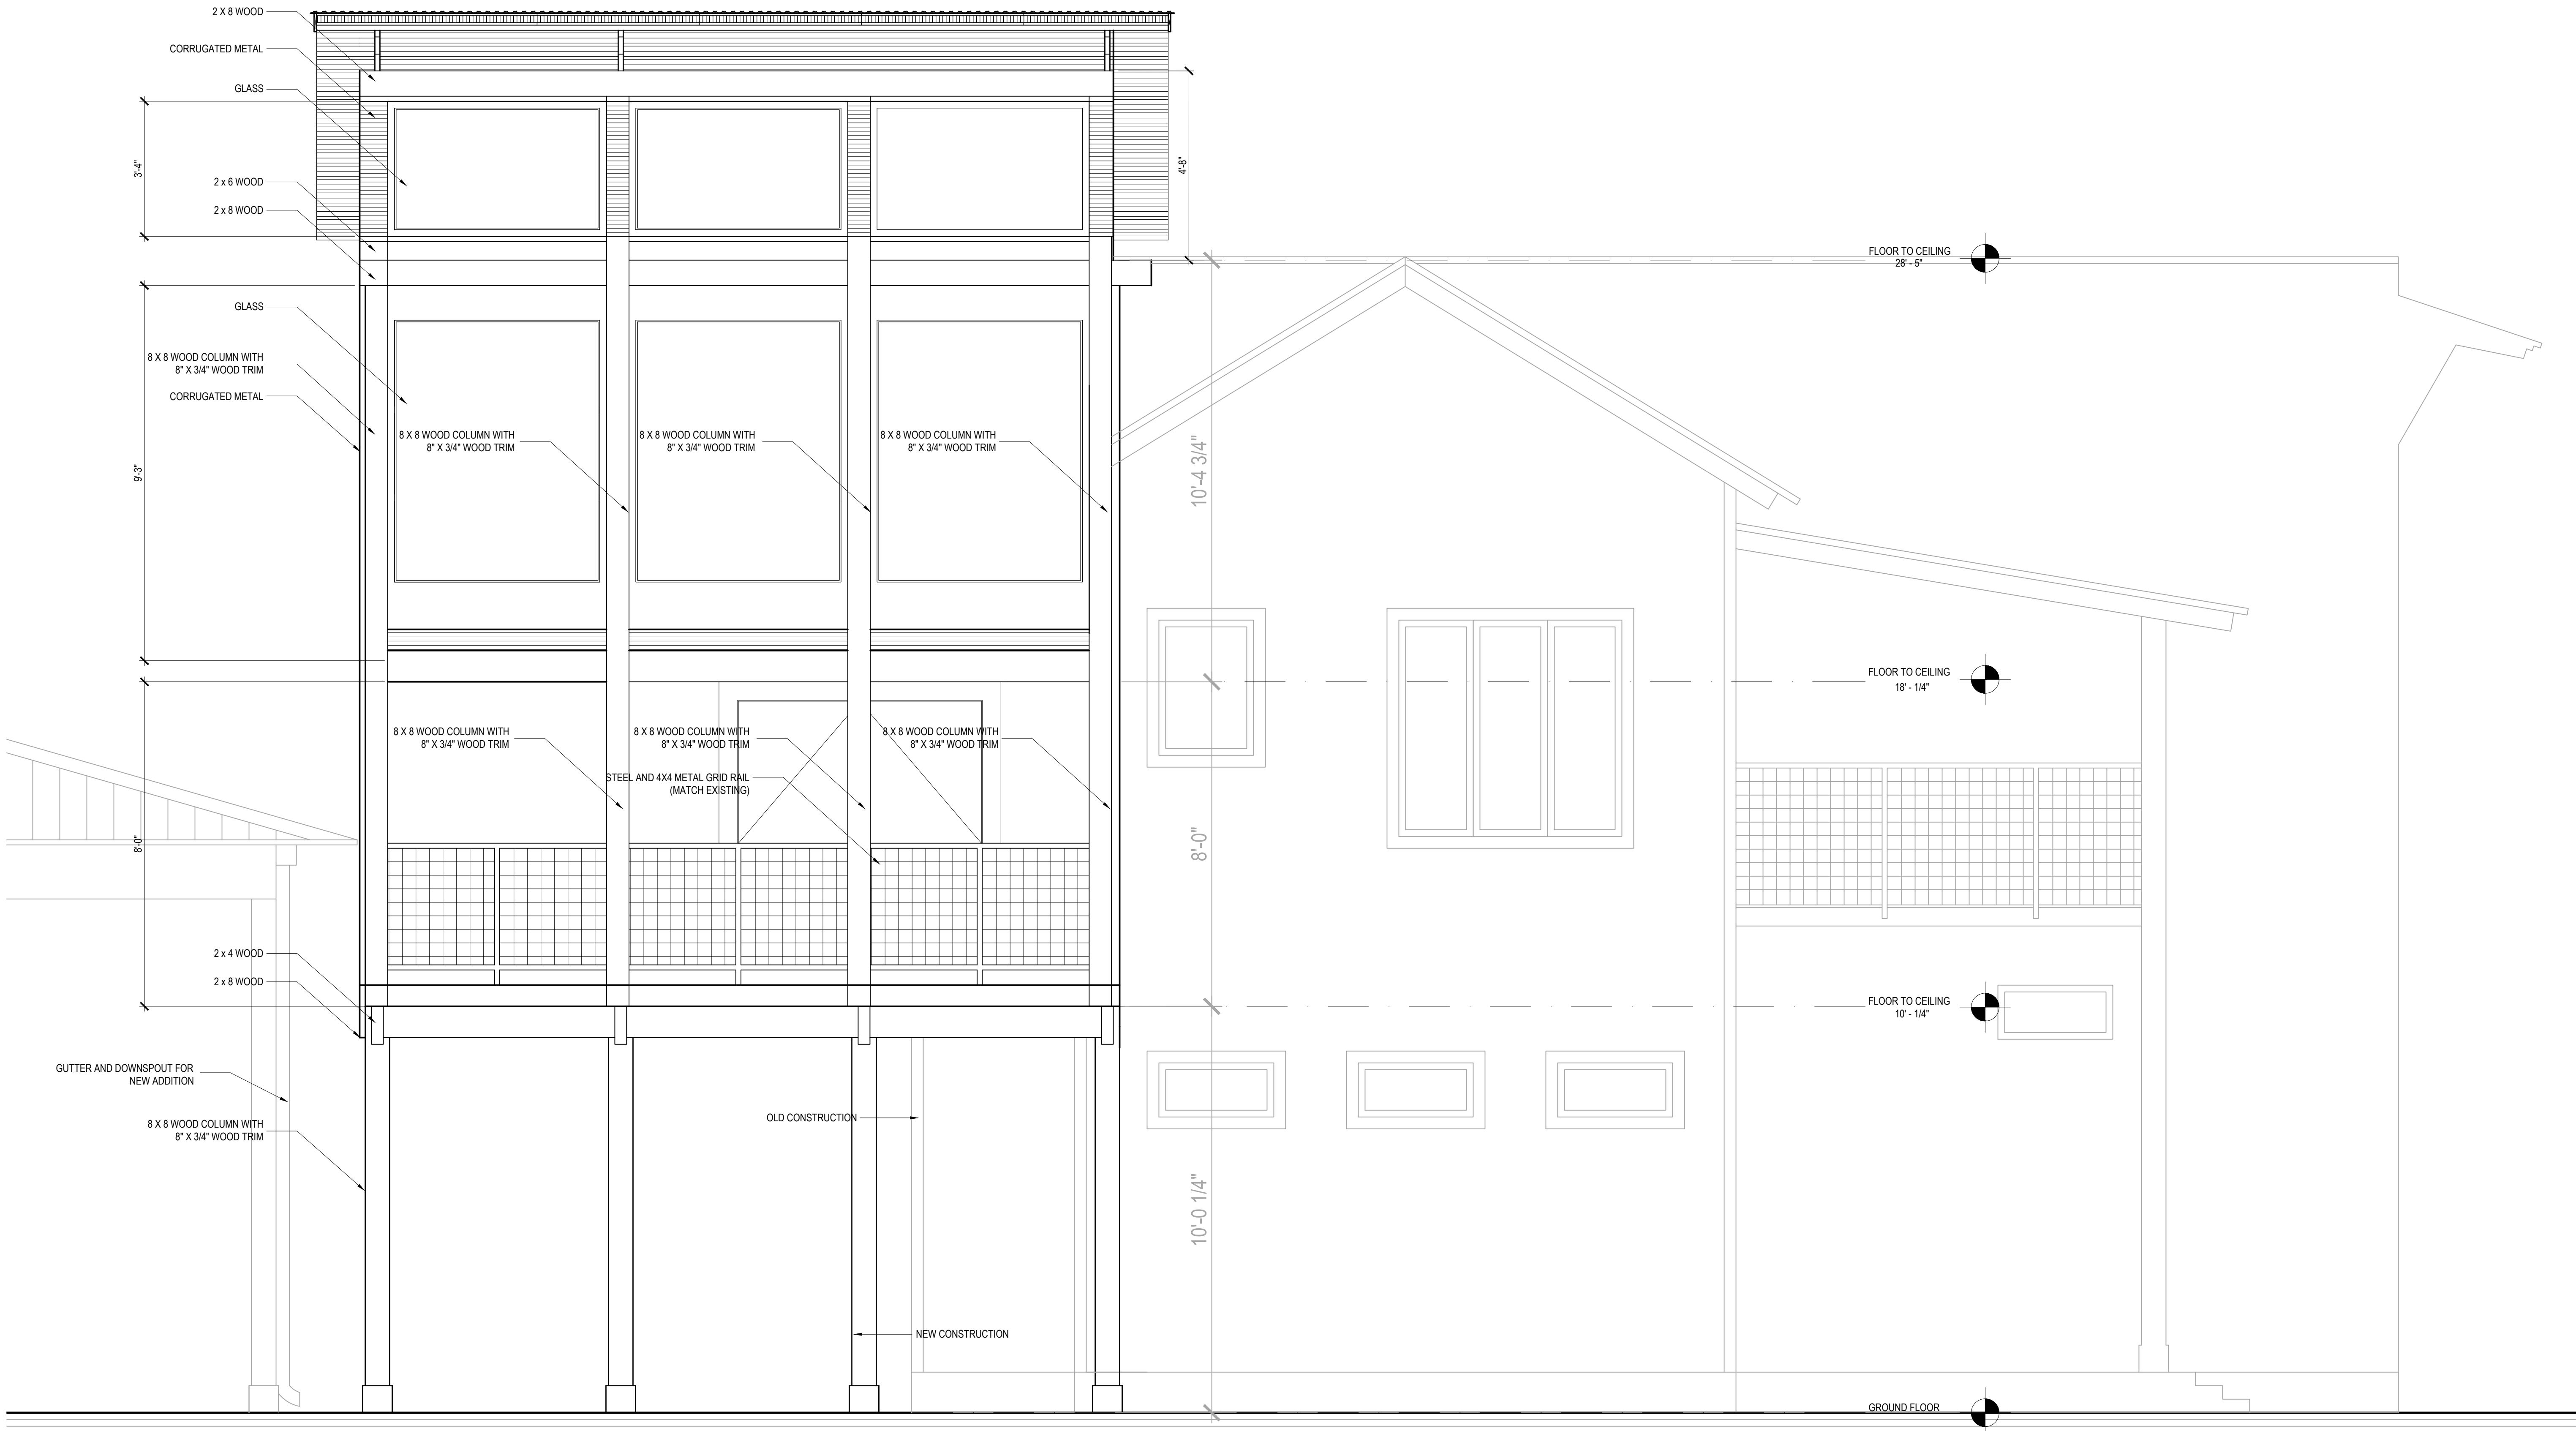 2 X 8 WOOD
CORRUGATED METAL
GLASS
3'-4"
4'-8"
2 x 6 WOOD
2 x 8 WOOD
FLOOR TO CEILING
28' - 5"
GLASS
8 X 8 WOOD COLUMN WITH
8" X 3/4" WOOD TRIM
CORRUGATED METAL
8 X 8 WOOD COLUMN WITH
8" X 3/4" WOOD TRIM
8 X 8 WOOD COLUMN WITH
8" X 3/4" WOOD TRIM
8 X 8 WOOD COLUMN WITH
8" X 3/4" WOOD TRIM
9'-3"
10'-4 3/4"
FLOOR TO CEILING
18' - 1/4"
8 X 8 WOOD COLUMN WITH
8" X 3/4" WOOD TRIM
8 X 8 WOOD COLUMN WITH
8" X 3/4" WOOD TRIM
8 X 8 WOOD COLUMN WITH
8" X 3/4" WOOD TRIM
STEEL AND 4X4 METAL GRID RAIL
(MATCH EXISTING)
8'-0"
8'-0"
2 x 4 WOOD
2 x 8 WOOD
FLOOR TO CEILING
10' - 1/4"
GUTTER AND DOWNSPOUT FOR
NEW ADDITION
8 X 8 WOOD COLUMN WITH
8" X 3/4" WOOD TRIM
OLD CONSTRUCTION
10'-0 1/4"
NEW CONSTRUCTION
GROUND FLOOR